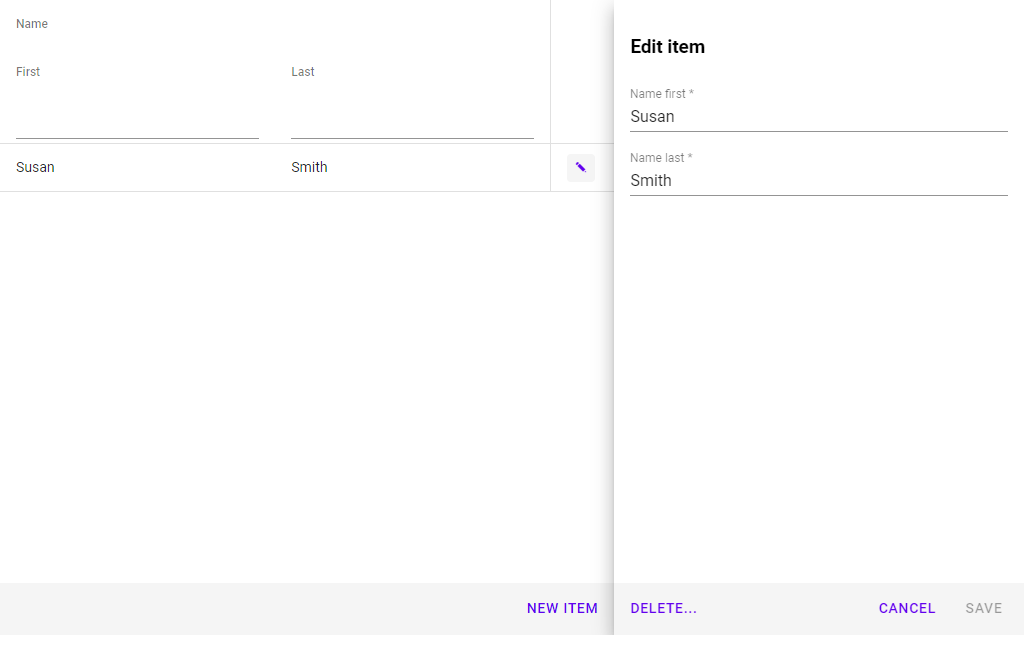 Name
First Last
Susan Smith
NEW ITEM
Edit item
Name first *
Susan
Name last *
Smith
DELETE... CANCEL SAVE